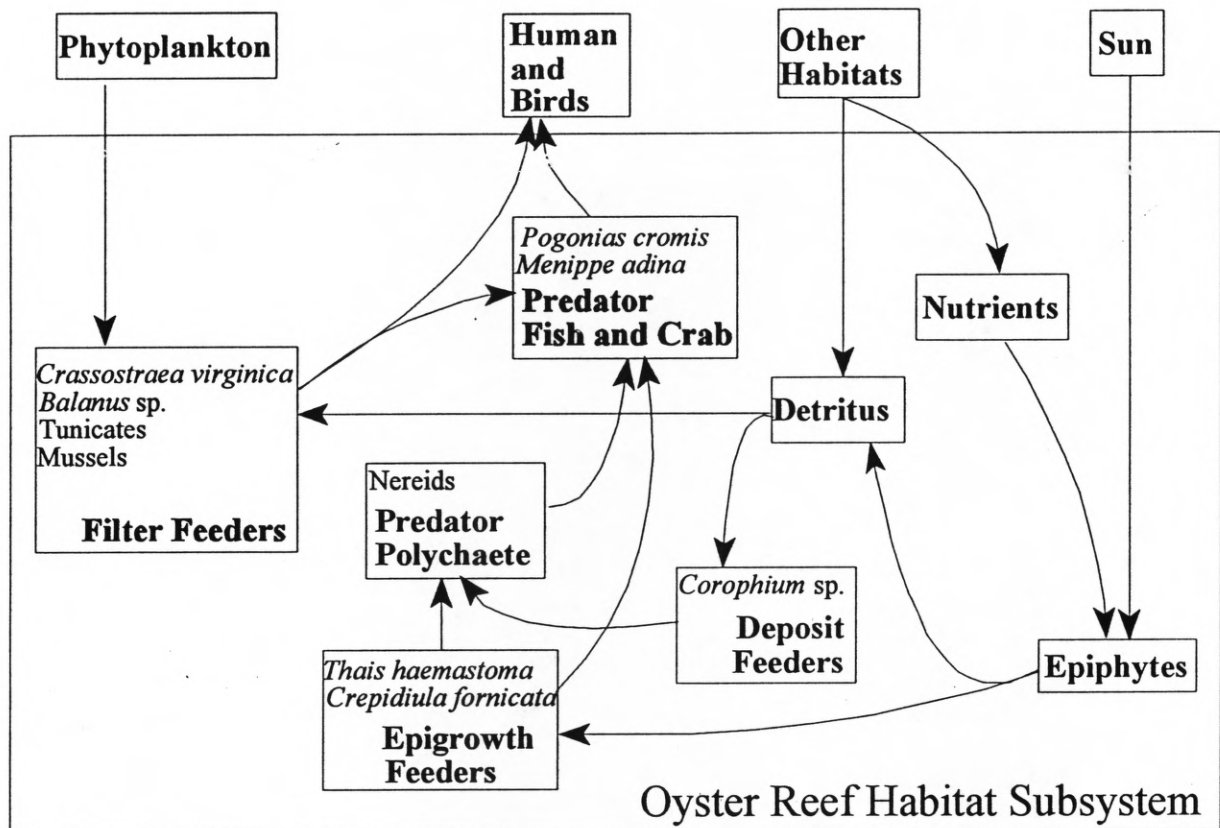 Phytoplankton
Human
and
Birds
Other
Habitats
Sun
Pogonias cromis
Menippe adina
Predator
Fish and Crab
Nutrients
Crassostraea virginica
Balanus sp.
Tunicates
Mussels
Filter Feeders
Detritus
Nereids
Predator
Polychaete
Corophium sp.
Deposit
Feeders
Thais haemastoma
Crepidiula fornicata
Epigrowth
Feeders
Epiphytes
Oyster Reef Habitat Subsystem